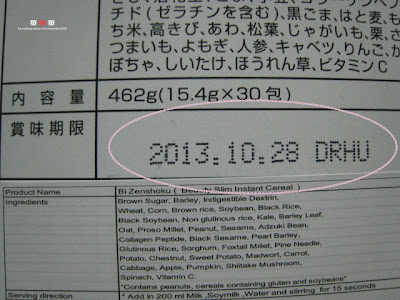 チド（ゼラチンを含む）、黒ごま、はと麦、も
ち米、高きび、あわ、松葉、じゃがいも、栗、さ
つまいも、よもぎ、人参、キャベツ、りんご、か
ぼちゃ、しいたけ、ほうれん草、ビタミンC
内容量 462g(15.4g×30包)
賞味期限
2013.10.28 DRHU
Product Name Bi Zenshoku ( Beauty Slim Instant Cereal )
Ingredients Brown Sugar, Barley, Indigestible Dextrin,
Wheat, Corn, Brown rice, Soybean, Black Rice,
Black Soybean, Non glutinous rice, Kale, Barley Leaf,
Oat, Proso Millet, Peanut, Sesame, Adzuki Bean,
Collagen Peptide, Black Sesame, Pearl Barley,
Glutinous Rice, Sorghum, Foxtail Millet, Pine Needle,
Potato, Chestnut, Sweet Potato, Madwort, Carrot,
Cabbage, Apple, Pumpkin, Shiitake Mushroom,
Spinach, Vitamin C.
"Contains peanuts, cereals containing gluten and soybeans"
Serving direction * Add in 200 ml Milk ,Soymilk ,Water and stirring for 15 seconds